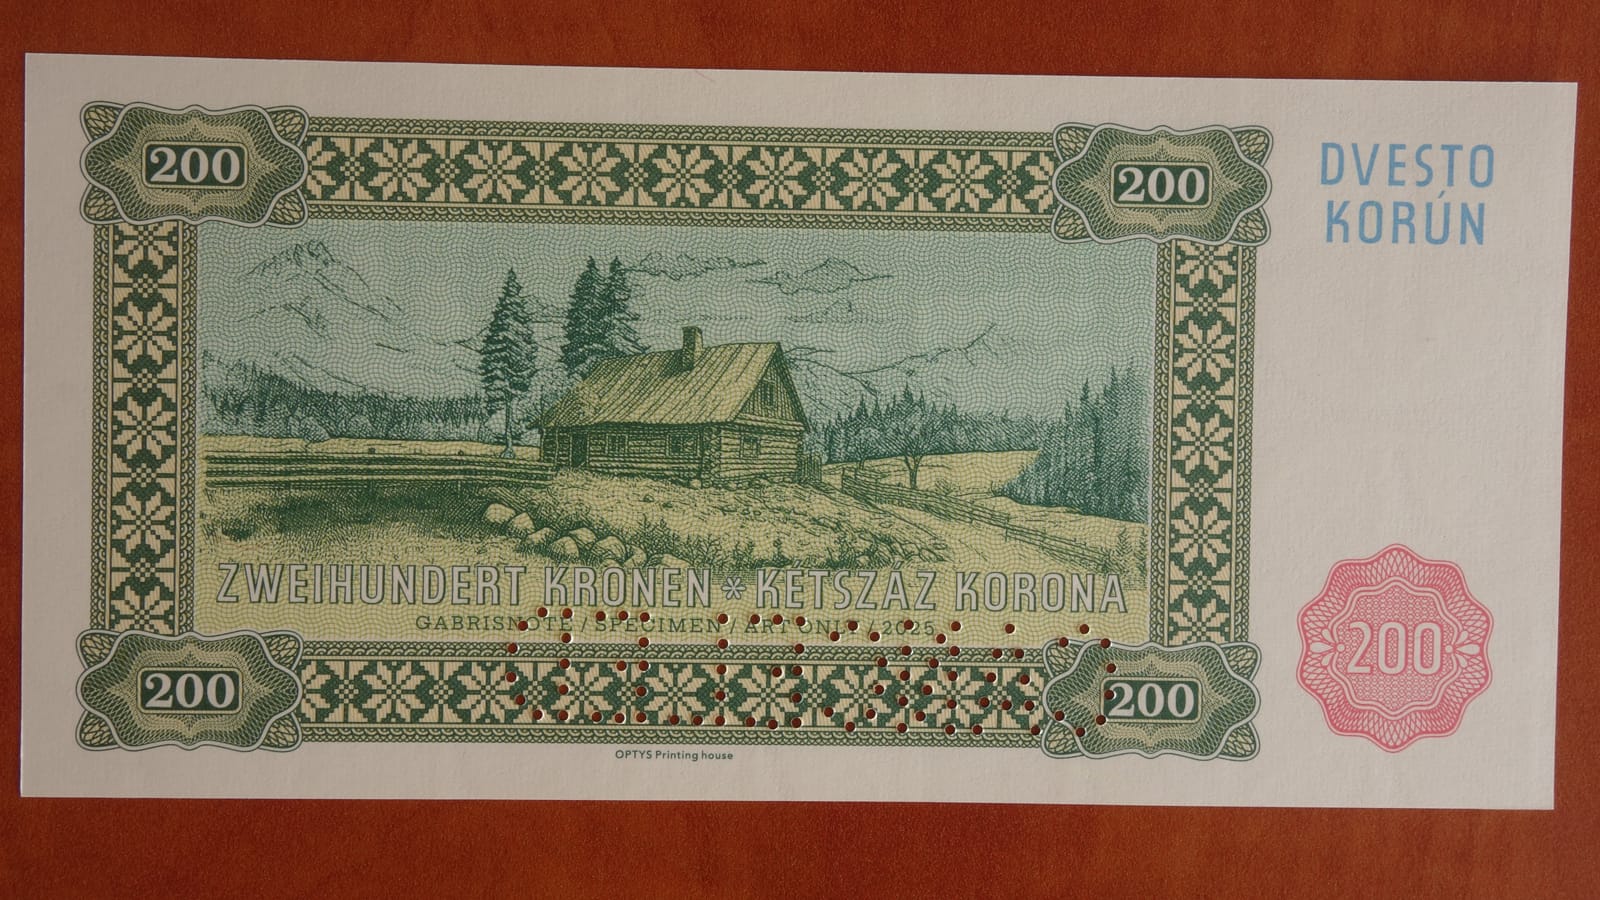 200
200
DVESTO
KORÚN
ZWEIHUNDERT KRONEN * KETSZÁZ KORONA
GABRISNOTE / SPECIMEN / ART ONLY / 2025
200
200
200
OPTYS Printing house